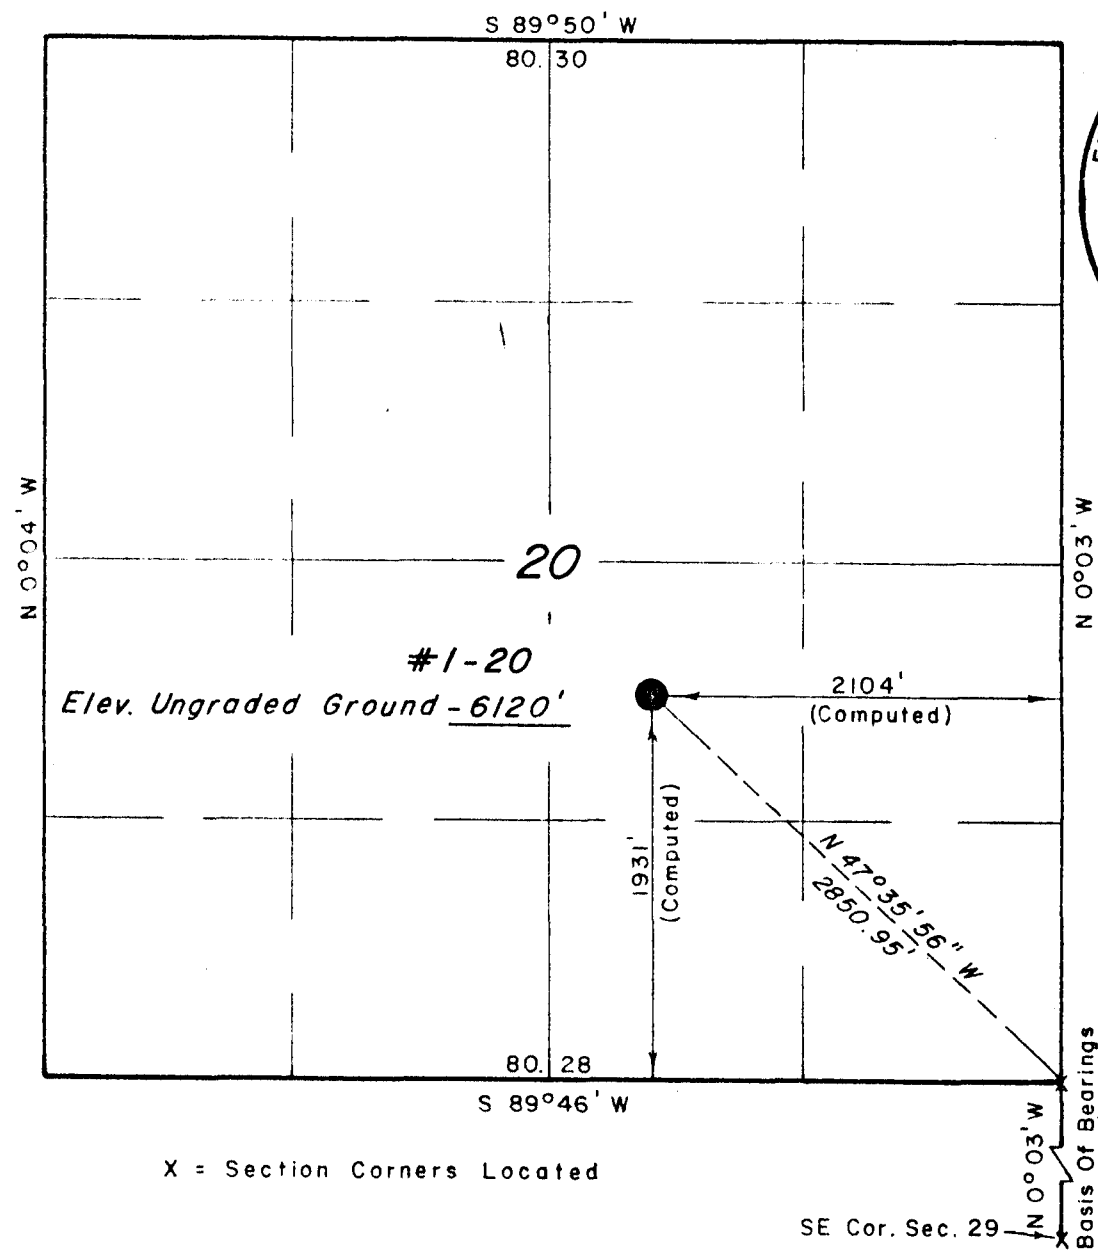 S 89°50' W
80.30
N 0°04' W
N 0°03' W
20
#1-20
Elev. Ungraded Ground - 6120'
2104'
(Computed)
1931'
(Computed)
N 47°35'56" W
2850.95'
80.28
S 89°46' W
X = Section Corners Located
N 0°03' W
Basis Of Bearings
SE Cor. Sec. 29